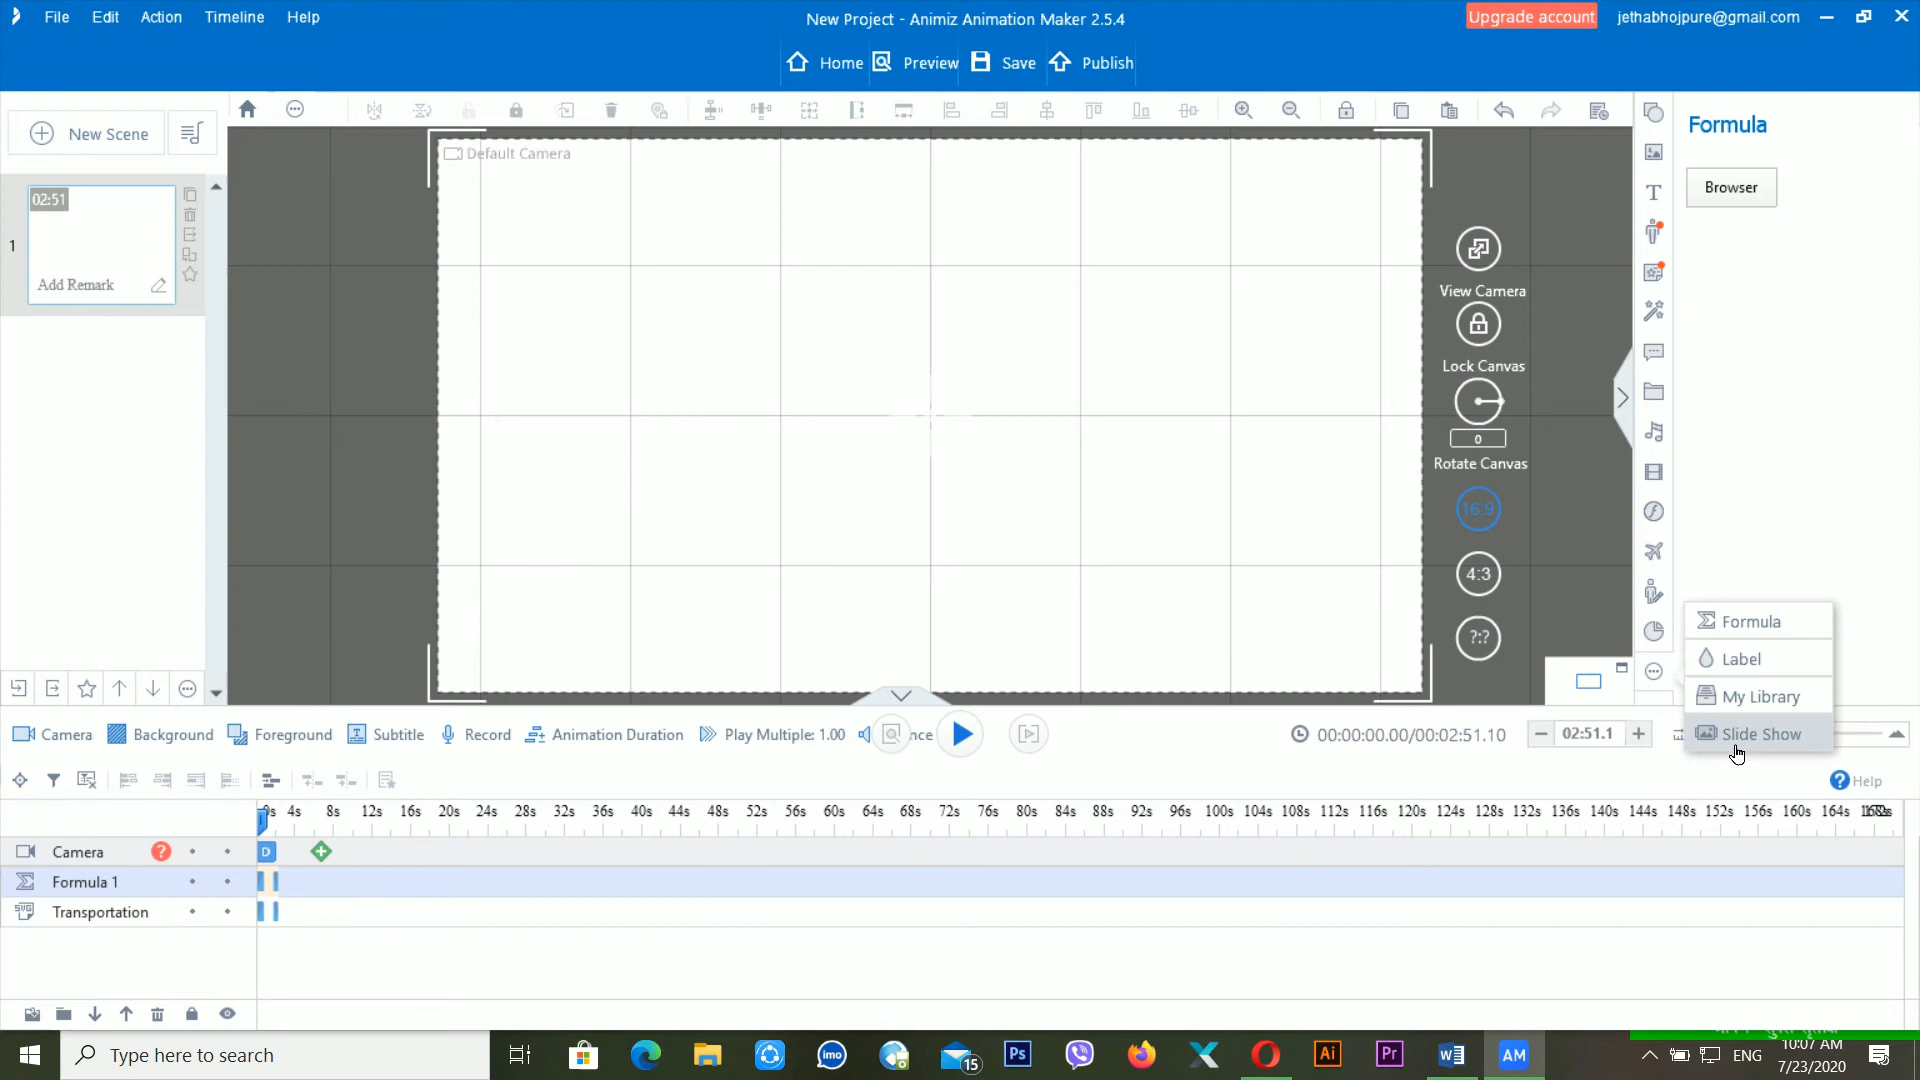 File Edit Action Timeline Help
New Project - Animiz Animation Maker 2.5.4
Upgrade account jethabhojpure@gmail.com
Home Preview Save Publish
New Scene
Formula
Browser
Default Camera
02:51
1
Add Remark
View Camera
Lock Canvas
0
Rotate Canvas
16:9
4:3
?:?
Formula
Label
My Library
Slide Show
Camera Background Foreground Subtitle Record Animation Duration Play Multiple: 1.00 nce 00:00:00.00/00:02:51.10 02:51.1
Help
0s 4s 8s 12s 16s 20s 24s 28s 32s 36s 40s 44s 48s 52s 56s 60s 64s 68s 72s 76s 80s 84s 88s 92s 96s 100s 104s 108s 112s 116s 120s 124s 128s 132s 136s 140s 144s 148s 152s 156s 160s 164s
Camera ? D
Formula 1
SVG Transportation
Type here to search
imo 15 Ps Ai Pr W AM
ENG
10:07 AM
7/23/2020